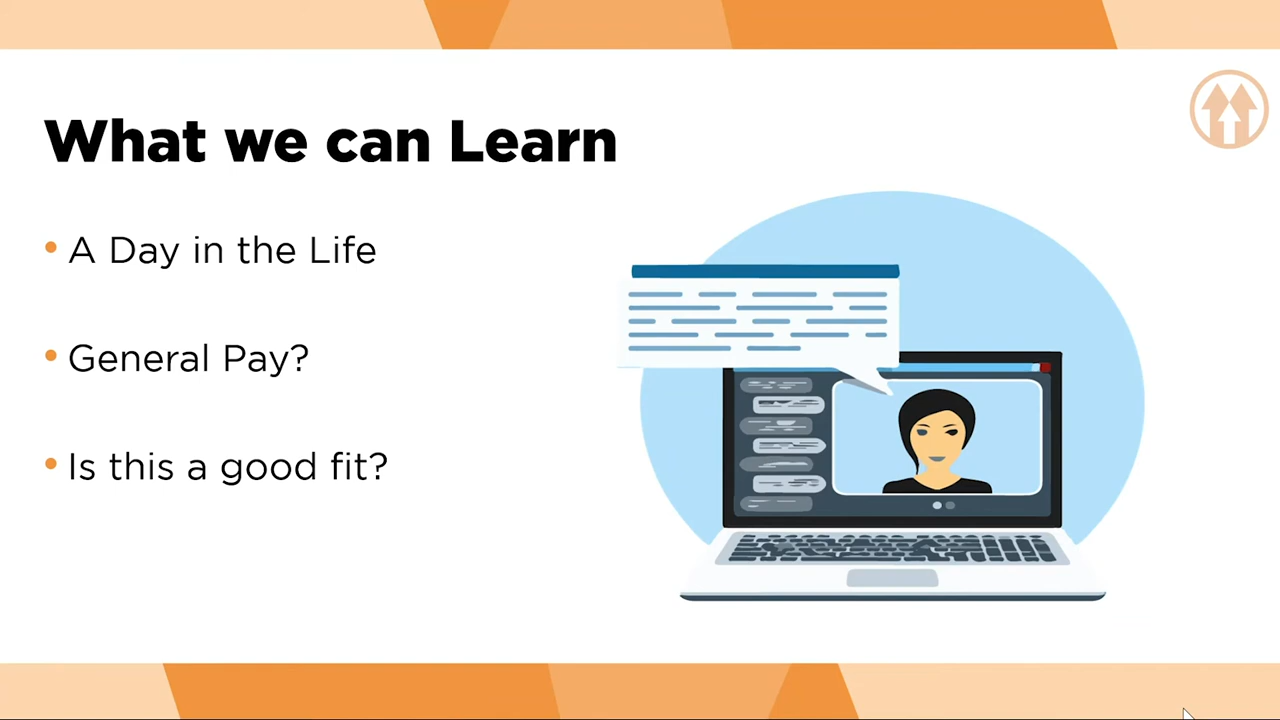 What we can Learn
• A Day in the Life
• General Pay?
• Is this a good fit?